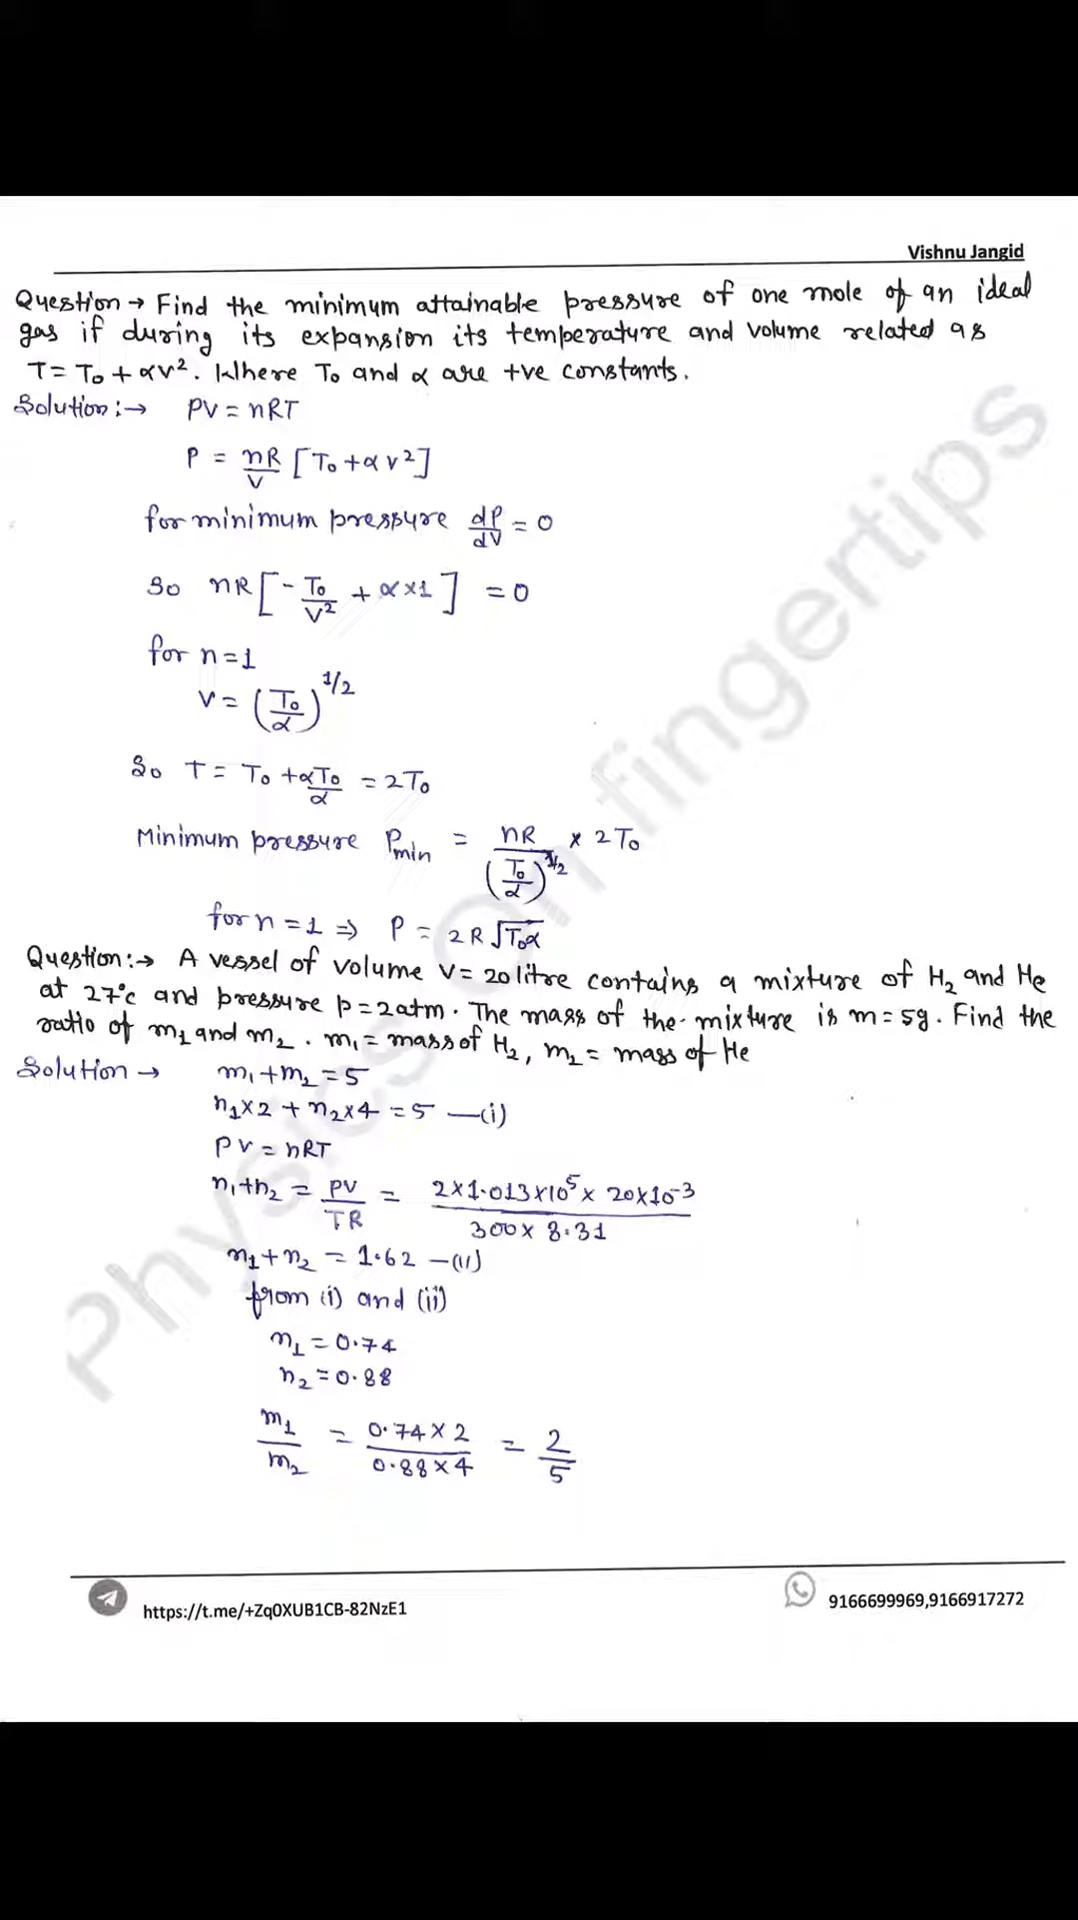 Vishnu Jangid
Question → Find the minimum attainable pressure of one mole of an ideal
gas if during its expansion its temperature and volume related as
T = T₀ + αv². Where T₀ and α are +ve constants.
Solution :→ PV = nRT
P = nR/V [T₀ + αv²]
for minimum pressure dP/dV = 0
So nR[-T₀/V² + α×1] = 0
for n = 1
V = (T₀/α)^1/2
So T = T₀ + αT₀/α = 2T₀
Minimum pressure Pmin = nR/(T₀/α)^1/2 × 2T₀
for n = 1 ⇒ P = 2R√T₀α
Question :→ A vessel of volume V = 20 litre contains a mixture of H₂ and He
at 27°c and pressure p = 2atm. The mass of the mixture is m = 5g. Find the
ratio of m₁ and m₂. m₁ = mass of H₂, m₂ = mass of He
Solution → m₁ + m₂ = 5
n₁×2 + n₂×4 = 5 —(i)
PV = nRT
n₁+n₂ = PV/TR = 2×1.013×10⁵×20×10⁻³/300×8.31
n₁+n₂ = 1.62 —(ii)
from (i) and (ii)
n₁ = 0.74
n₂ = 0.88
m₁/m₂ = 0.74×2/0.88×4 = 2/5
Physics on fingertips
https://t.me/+Zq0XUB1CB-82NzE1
9166699969,9166917272